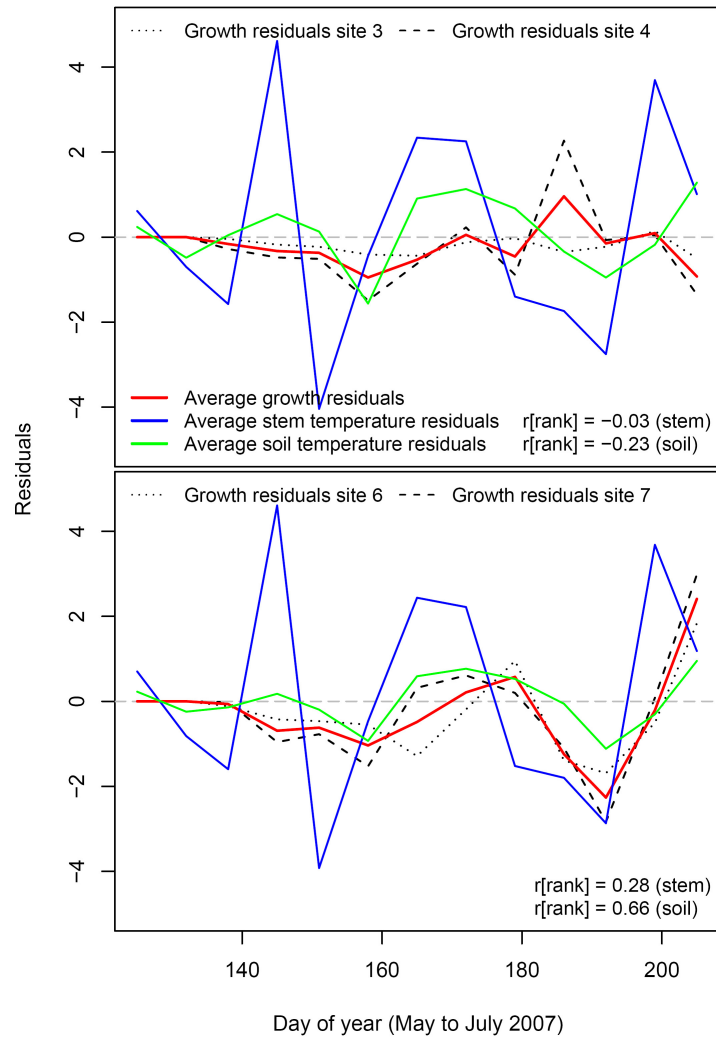 Growth residuals site 3 Growth residuals site 4
4
2
0
−2
−4
Average growth residuals
Average stem temperature residuals r[rank] = −0.03 (stem)
Average soil temperature residuals r[rank] = −0.23 (soil)
Residuals
Growth residuals site 6 Growth residuals site 7
4
2
0
−2
−4
r[rank] = 0.28 (stem)
r[rank] = 0.66 (soil)
140 160 180 200
Day of year (May to July 2007)